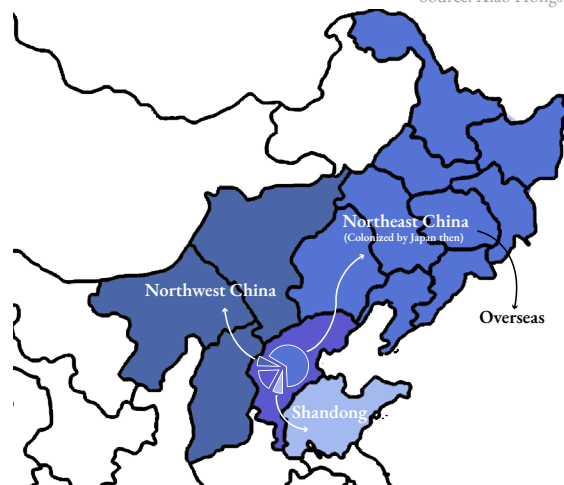 Northeast China
(Colonized by Japan then)
Northwest China
Overseas
Shandong